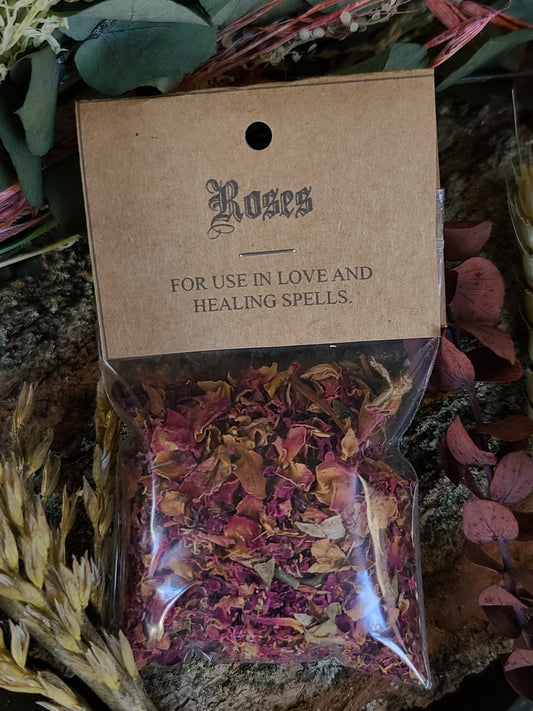 Roses
FOR USE IN LOVE AND
HEALING SPELLS.